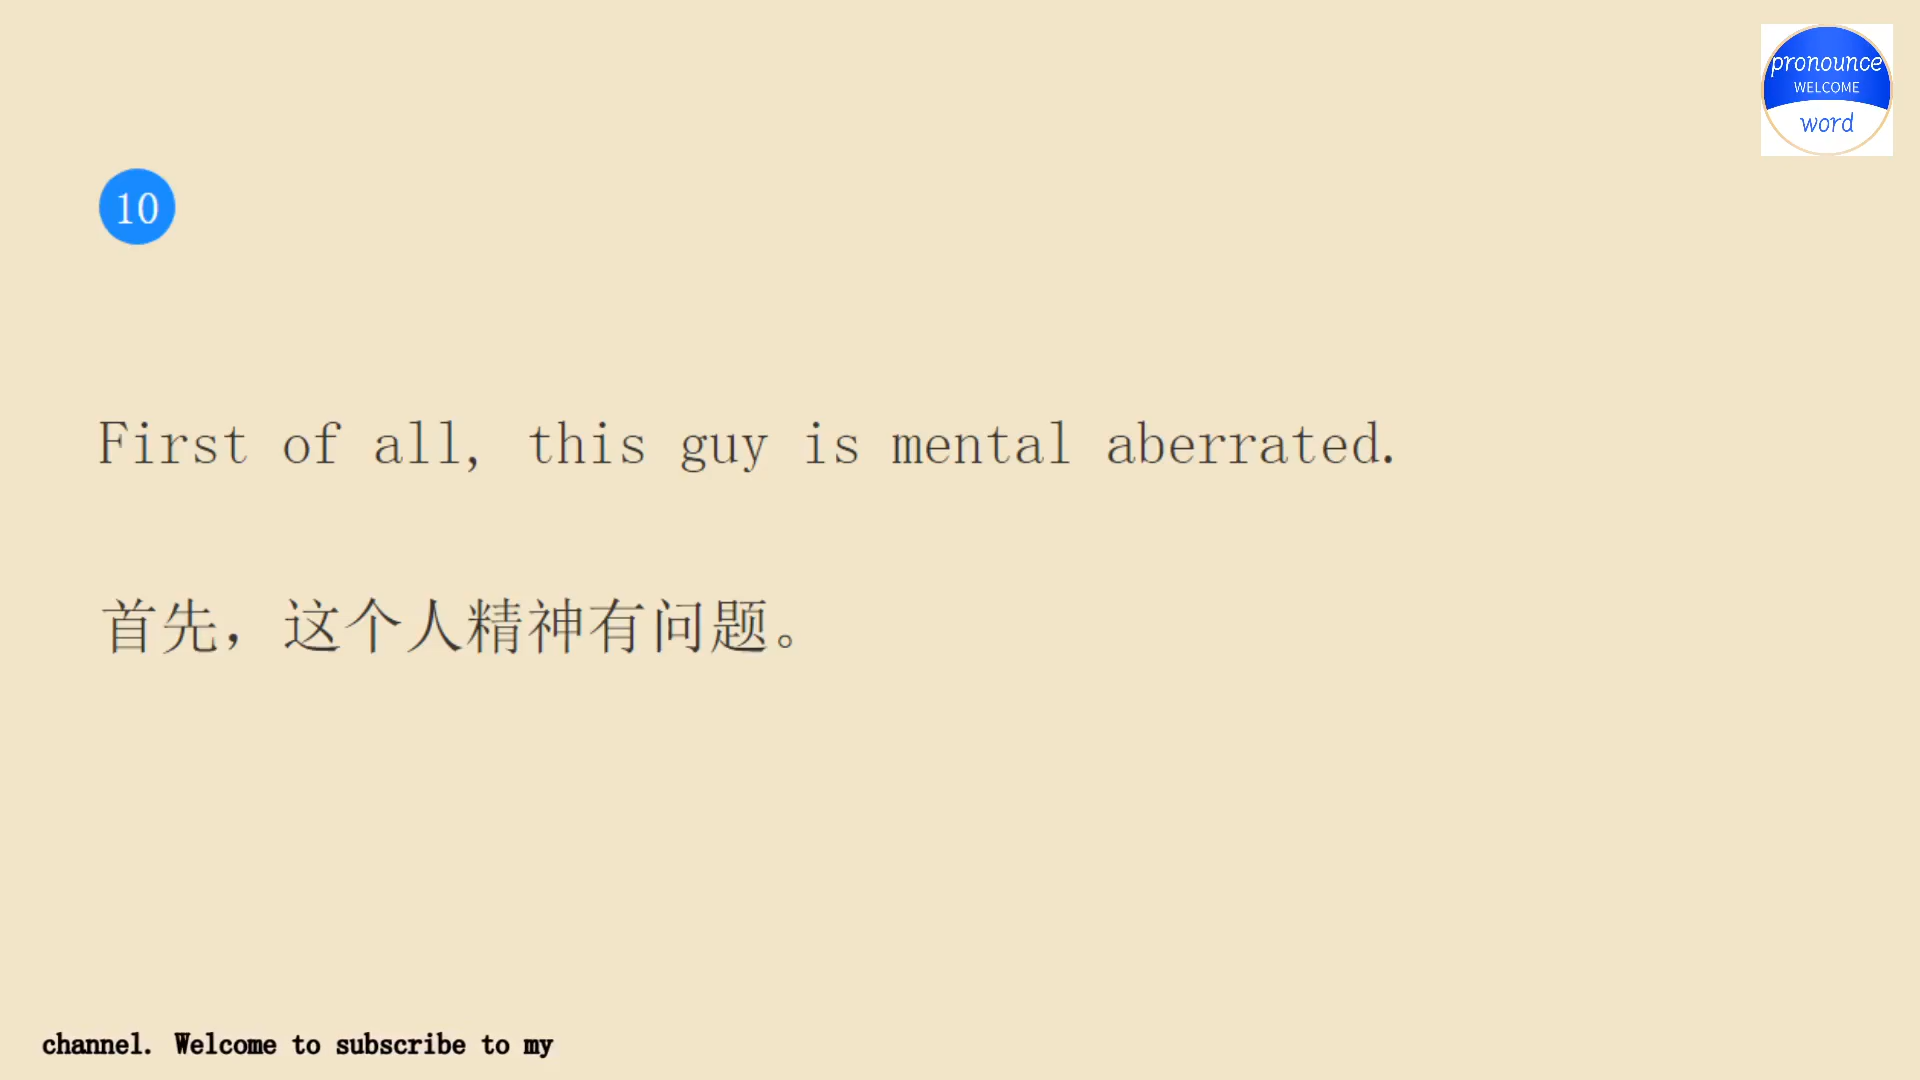 pronounce
WELCOME
word
10
First of all, this guy is mental aberrated.
首先，这个人精神有问题。
channel. Welcome to subscribe to my